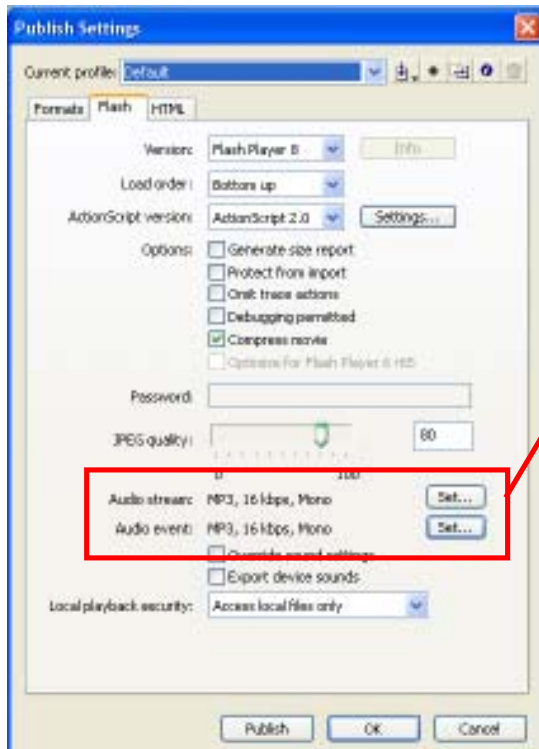 Publish Settings
Current profile: Default
Formats Flash HTML
Version: Flash Player 8 Info
Load order: Bottom up
ActionScript version: ActionScript 2.0 Settings...
Options: Generate size report
Protect from import
Omit trace actions
Debugging permitted
Compress movie
Optimize for Flash Player 6 r65
Password:
JPEG quality: 80
0 100
Audio stream: MP3, 16 kbps, Mono Set...
Audio event: MP3, 16 kbps, Mono Set...
Override sound settings
Export device sounds
Local playback security: Access local files only
Publish OK Cancel